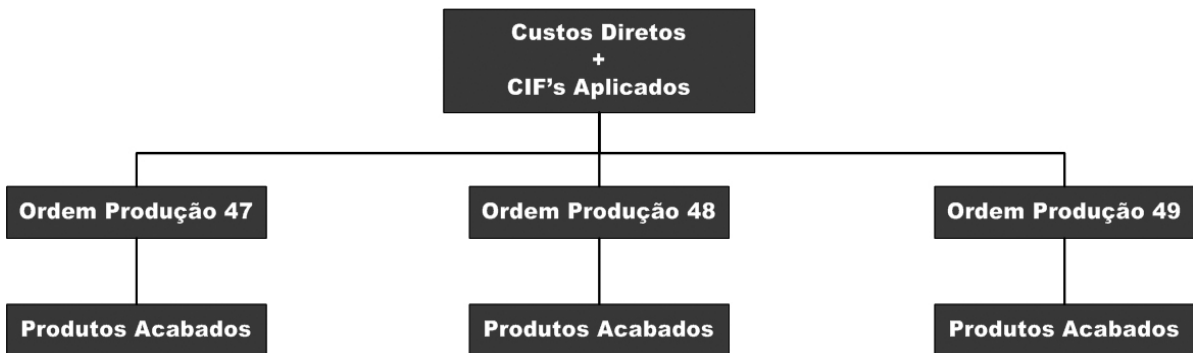 Custos Diretos
+
CIF's Aplicados
Ordem Produção 47
Ordem Produção 48
Ordem Produção 49
Produtos Acabados
Produtos Acabados
Produtos Acabados